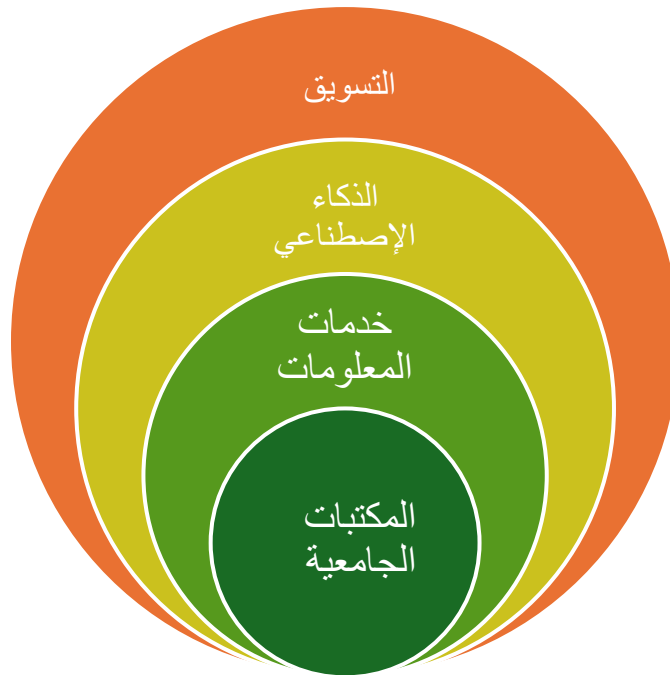 التسويق
الذكاء
الإصطناعي
خدمات
المعلومات
المكتبات
الجامعية